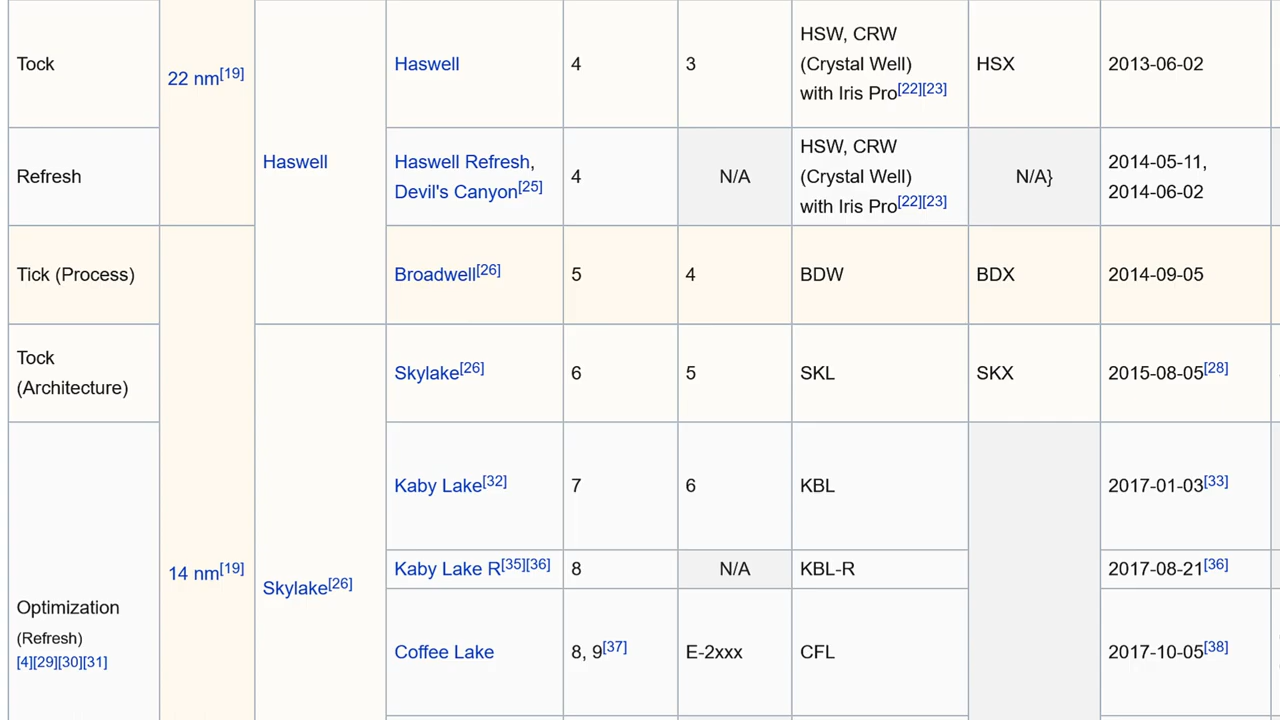 Tock
22 nm[19]
Haswell
Haswell
4
3
HSW, CRW
(Crystal Well)
with Iris Pro[22][23]
HSX
2013-06-02
Refresh
Haswell Refresh,
Devil's Canyon[25]
4
N/A
HSW, CRW
(Crystal Well)
with Iris Pro[22][23]
N/A}
2014-05-11,
2014-06-02
Tick (Process)
14 nm[19]
Broadwell[26]
5
4
BDW
BDX
2014-09-05
Tock
(Architecture)
Skylake[26]
Skylake[26]
6
5
SKL
SKX
2015-08-05[28]
Optimization
(Refresh)
[4][29][30][31]
Kaby Lake[32]
7
6
KBL
2017-01-03[33]
Kaby Lake R[35][36]
8
N/A
KBL-R
2017-08-21[36]
Coffee Lake
8, 9[37]
E-2xxx
CFL
2017-10-05[38]